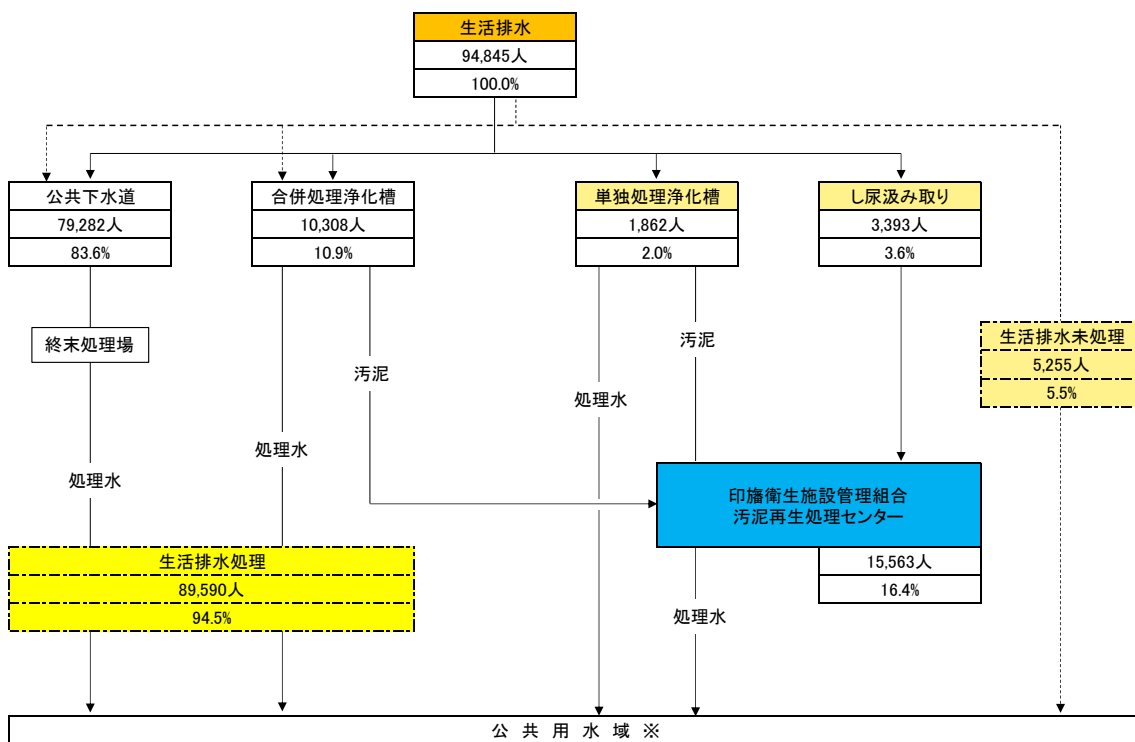 生活排水
94,845人
100.0%
公共下水道
79,282人
83.6%
合併処理浄化槽
10,308人
10.9%
単独処理浄化槽
1,862人
2.0%
し尿汲み取り
3,393人
3.6%
終末処理場
汚泥
汚泥
生活排水未処理
5,255人
5.5%
処理水
処理水
処理水
印旛衛生施設管理組合
汚泥再生処理センター
15,563人
16.4%
生活排水処理
89,590人
94.5%
処理水
公共用水域※